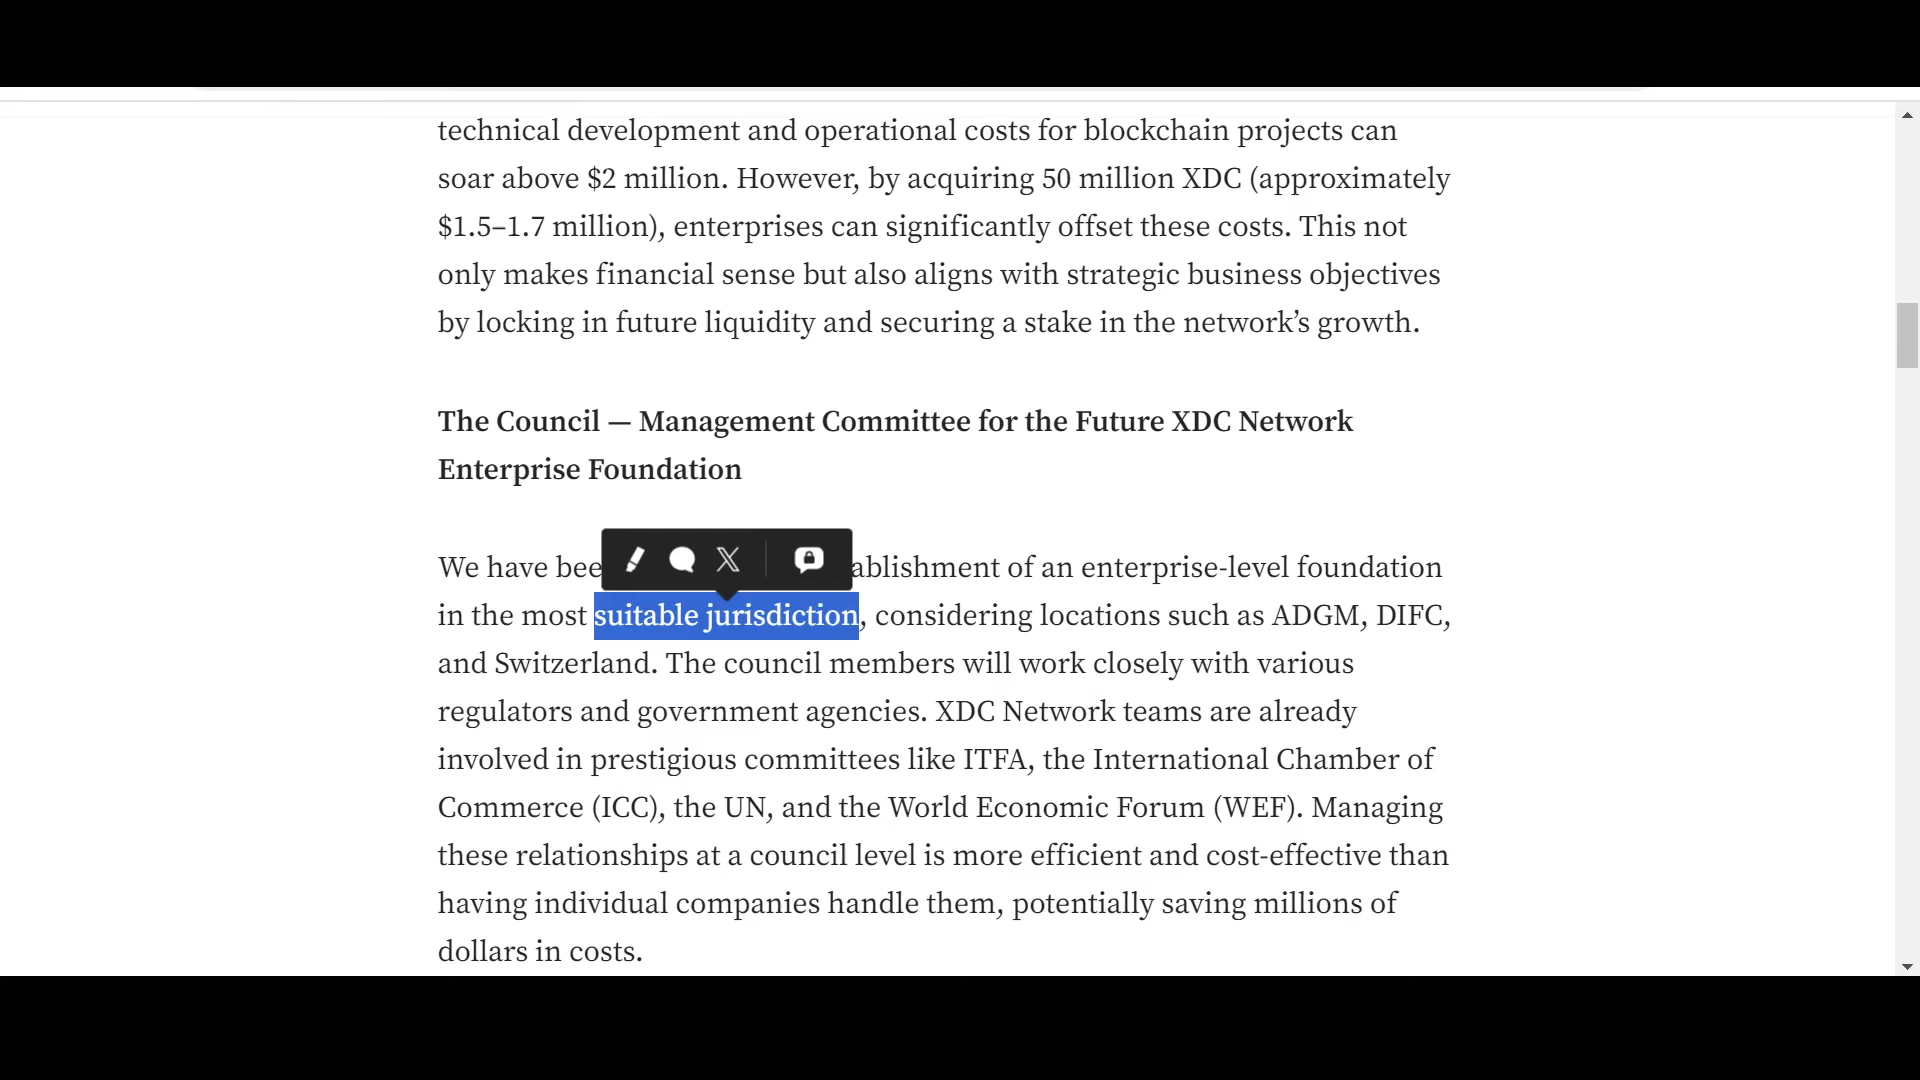 technical development and operational costs for blockchain projects can
soar above $2 million. However, by acquiring 50 million XDC (approximately
$1.5–1.7 million), enterprises can significantly offset these costs. This not
only makes financial sense but also aligns with strategic business objectives
by locking in future liquidity and securing a stake in the network’s growth.
The Council — Management Committee for the Future XDC Network
Enterprise Foundation
We have bee ablishment of an enterprise-level foundation
in the most suitable jurisdiction, considering locations such as ADGM, DIFC,
and Switzerland. The council members will work closely with various
regulators and government agencies. XDC Network teams are already
involved in prestigious committees like ITFA, the International Chamber of
Commerce (ICC), the UN, and the World Economic Forum (WEF). Managing
these relationships at a council level is more efficient and cost-effective than
having individual companies handle them, potentially saving millions of
dollars in costs.